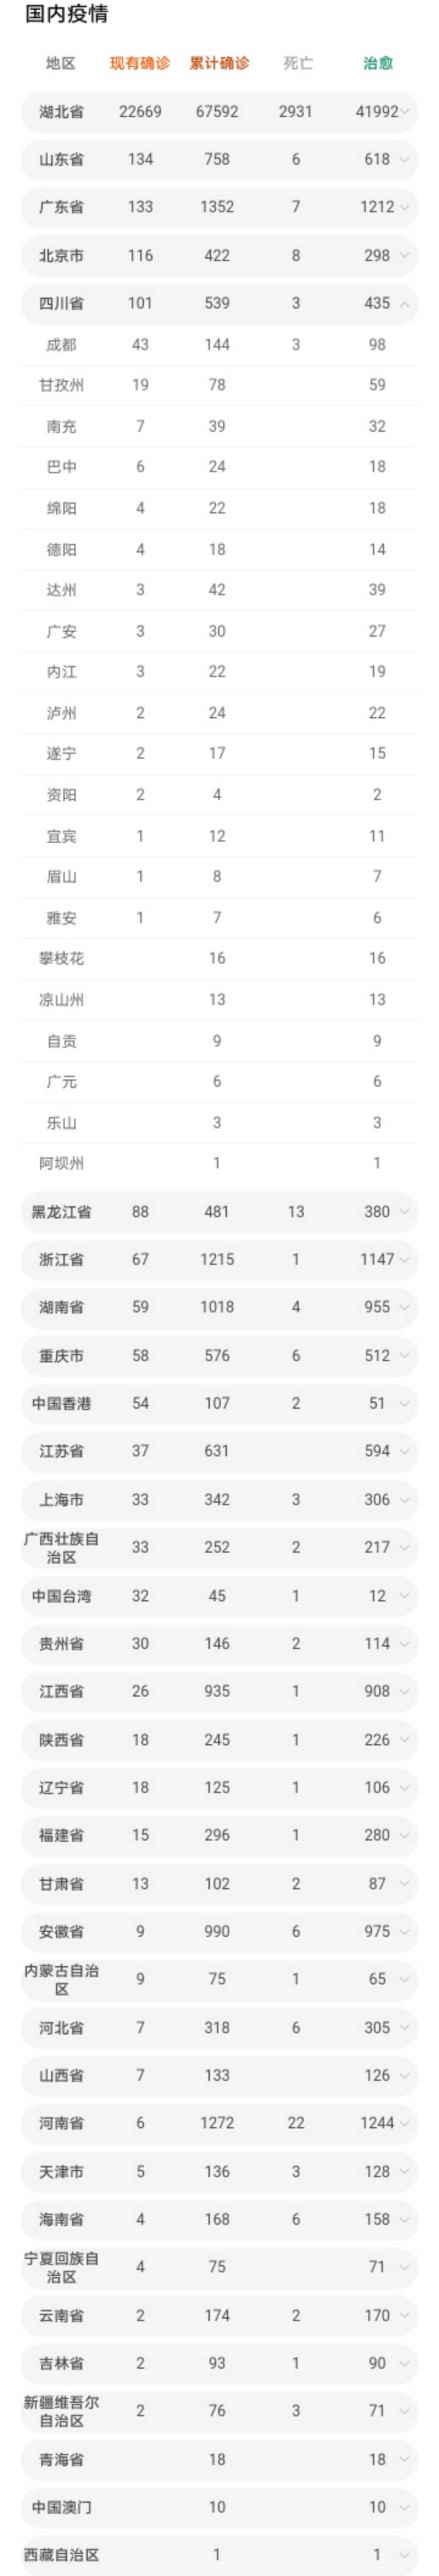 国内疫情
地区 现有确诊 累计确诊 死亡 治愈
湖北省 22669 67592 2931 41992
山东省 134 758 6 618
广东省 133 1352 7 1212
北京市 116 422 8 298
四川省 101 539 3 435
成都 43 144 3 98
甘孜州 19 78 59
南充 7 39 32
巴中 6 24 18
绵阳 4 22 18
德阳 4 18 14
达州 3 42 39
广安 3 30 27
内江 3 22 19
泸州 2 24 22
遂宁 2 17 15
资阳 2 4 2
宜宾 1 12 11
眉山 1 8 7
雅安 1 7 6
攀枝花 16 16
凉山州 13 13
自贡 9 9
广元 6 6
乐山 3 3
阿坝州 1 1
黑龙江省 88 481 13 380
浙江省 67 1215 1 1147
湖南省 59 1018 4 955
重庆市 58 576 6 512
中国香港 54 107 2 51
江苏省 37 631 594
上海市 33 342 3 306
广西壮族自
治区 33 252 2 217
中国台湾 32 45 1 12
贵州省 30 146 2 114
江西省 26 935 1 908
陕西省 18 245 1 226
辽宁省 18 125 1 106
福建省 15 296 1 280
甘肃省 13 102 2 87
安徽省 9 990 6 975
内蒙古自治
区 9 75 1 65
河北省 7 318 6 305
山西省 7 133 126
河南省 6 1272 22 1244
天津市 5 136 3 128
海南省 4 168 6 158
宁夏回族自
治区 4 75 71
云南省 2 174 2 170
吉林省 2 93 1 90
新疆维吾尔
自治区 2 76 3 71
青海省 18 18
中国澳门 10 10
西藏自治区 1 1